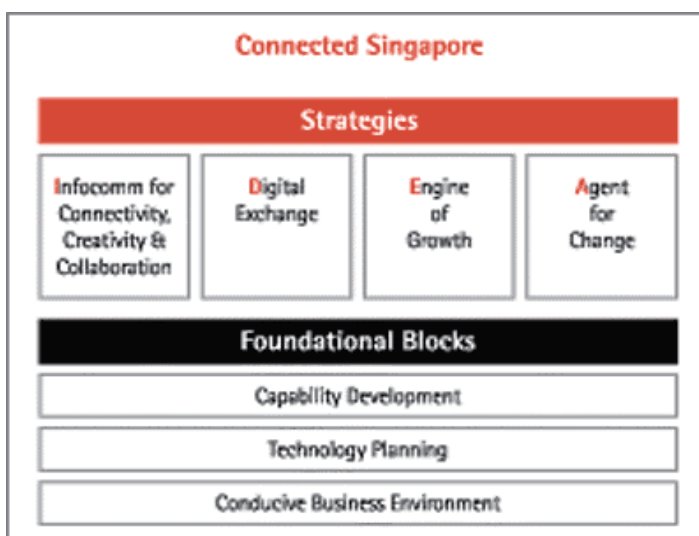 Connected Singapore
Strategies
Infocomm for
Connectivity,
Creativity &
Collaboration
Digital
Exchange
Engine
of
Growth
Agent
for
Change
Foundational Blocks
Capability Development
Technology Planning
Conducive Business Environment